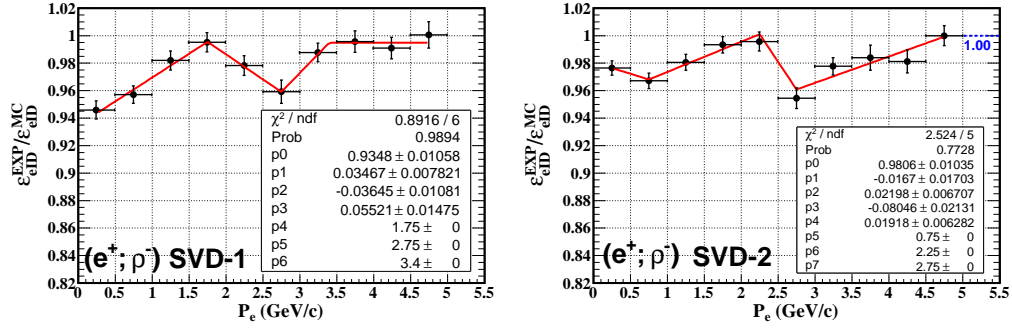 ε_eID^EXP/ε_eID^MC
1.02
1
0.98
0.96
0.94
0.92
0.9
0.88
0.86
0.84
0.82
χ² / ndf 0.8916 / 6
Prob 0.9894
p0 0.9348 ± 0.01058
p1 0.03467 ± 0.007821
p2 -0.03645 ± 0.01081
p3 0.05521 ± 0.01475
p4 1.75 ± 0
p5 2.75 ± 0
p6 3.4 ± 0
(e⁺; ρ⁻) SVD-1
0 0.5 1 1.5 2 2.5 3 3.5 4 4.5 5 5.5
P_e (GeV/c)
ε_eID^EXP/ε_eID^MC
1.02
1
0.98
0.96
0.94
0.92
0.9
0.88
0.86
0.84
0.82
1.00
χ² / ndf 2.524 / 5
Prob 0.7728
p0 0.9806 ± 0.01035
p1 -0.0167 ± 0.01703
p2 0.02198 ± 0.006707
p3 -0.08046 ± 0.02131
p4 0.01918 ± 0.006282
p5 0.75 ± 0
p6 2.25 ± 0
p7 2.75 ± 0
(e⁺; ρ⁻) SVD-2
0 0.5 1 1.5 2 2.5 3 3.5 4 4.5 5 5.5
P_e (GeV/c)